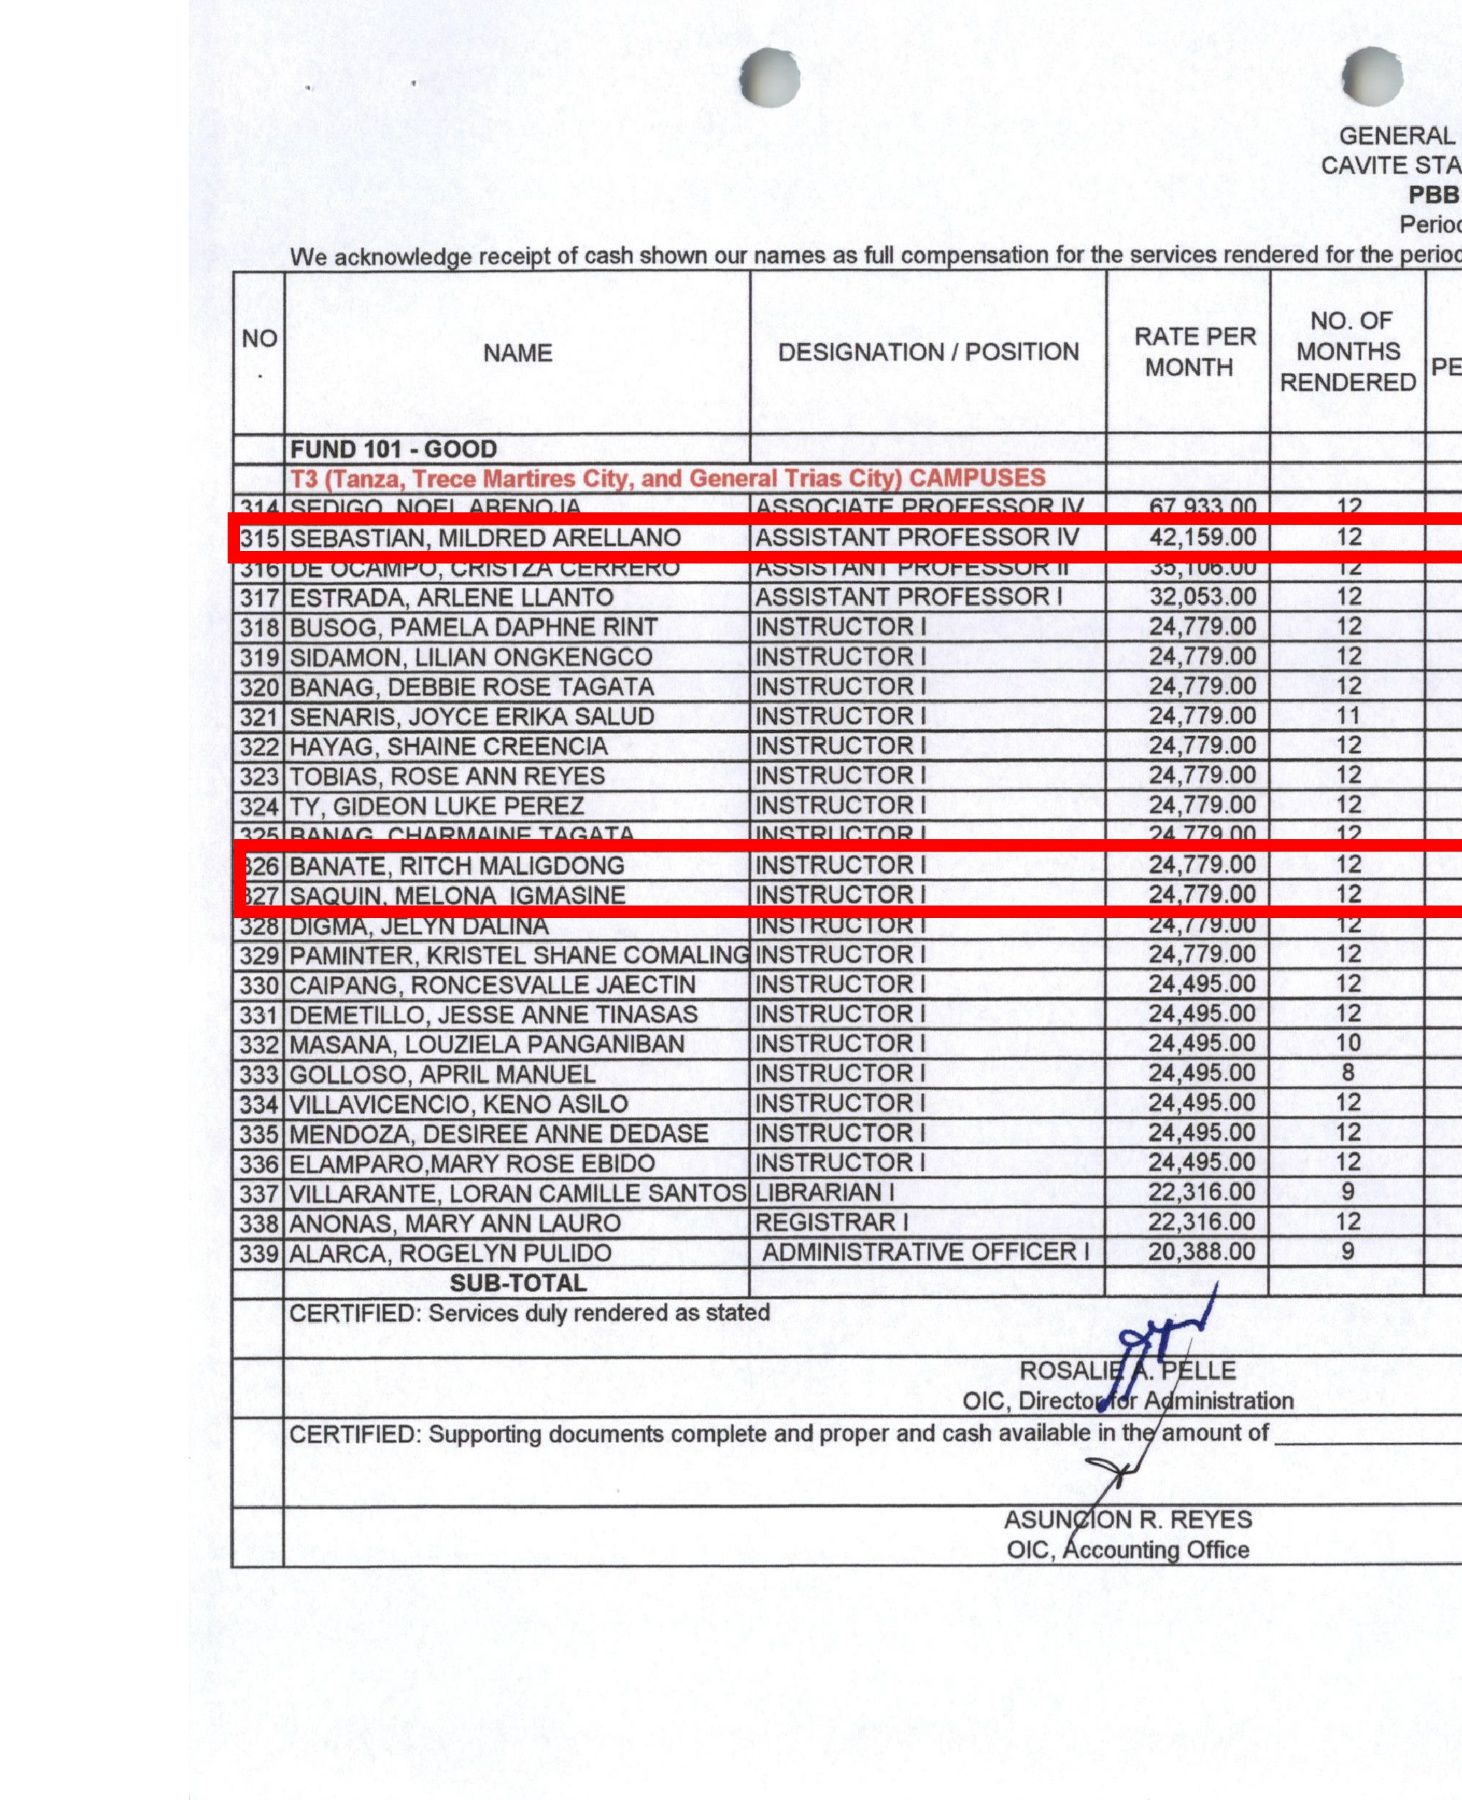 GENERAL
CAVITE STA
PBB
Period
We acknowledge receipt of cash shown our names as full compensation for the services rendered for the period
NO. NAME DESIGNATION / POSITION RATE PER MONTH NO. OF MONTHS RENDERED PE
FUND 101 - GOOD
T3 (Tanza, Trece Martires City, and General Trias City) CAMPUSES
314 SEDIGO, NOEL ABENOJA ASSOCIATE PROFESSOR IV 67,933.00 12
315 SEBASTIAN, MILDRED ARELLANO ASSISTANT PROFESSOR IV 42,159.00 12
316 DE OCAMPO, CRISTZA CERRERO ASSISTANT PROFESSOR II 35,106.00 12
317 ESTRADA, ARLENE LLANTO ASSISTANT PROFESSOR I 32,053.00 12
318 BUSOG, PAMELA DAPHNE RINT INSTRUCTOR I 24,779.00 12
319 SIDAMON, LILIAN ONGKENGCO INSTRUCTOR I 24,779.00 12
320 BANAG, DEBBIE ROSE TAGATA INSTRUCTOR I 24,779.00 12
321 SENARIS, JOYCE ERIKA SALUD INSTRUCTOR I 24,779.00 11
322 HAYAG, SHAINE CREENCIA INSTRUCTOR I 24,779.00 12
323 TOBIAS, ROSE ANN REYES INSTRUCTOR I 24,779.00 12
324 TY, GIDEON LUKE PEREZ INSTRUCTOR I 24,779.00 12
325 BANAG, CHARMAINE TAGATA INSTRUCTOR I 24,779.00 12
326 BANATE, RITCH MALIGDONG INSTRUCTOR I 24,779.00 12
327 SAQUIN, MELONA IGMASINE INSTRUCTOR I 24,779.00 12
328 DIGMA, JELYN DALINA INSTRUCTOR I 24,779.00 12
329 PAMINTER, KRISTEL SHANE COMALING INSTRUCTOR I 24,779.00 12
330 CAIPANG, RONCESVALLE JAECTIN INSTRUCTOR I 24,495.00 12
331 DEMETILLO, JESSE ANNE TINASAS INSTRUCTOR I 24,495.00 12
332 MASANA, LOUZIELA PANGANIBAN INSTRUCTOR I 24,495.00 10
333 GOLLOSO, APRIL MANUEL INSTRUCTOR I 24,495.00 8
334 VILLAVICENCIO, KENO ASILO INSTRUCTOR I 24,495.00 12
335 MENDOZA, DESIREE ANNE DEDASE INSTRUCTOR I 24,495.00 12
336 ELAMPARO,MARY ROSE EBIDO INSTRUCTOR I 24,495.00 12
337 VILLARANTE, LORAN CAMILLE SANTOS LIBRARIAN I 22,316.00 9
338 ANONAS, MARY ANN LAURO REGISTRAR I 22,316.00 12
339 ALARCA, ROGELYN PULIDO ADMINISTRATIVE OFFICER I 20,388.00 9
SUB-TOTAL
CERTIFIED: Services duly rendered as stated
ROSALIE A. PELLE
OIC, Director for Administration
CERTIFIED: Supporting documents complete and proper and cash available in the amount of
ASUNCION R. REYES
OIC, Accounting Office